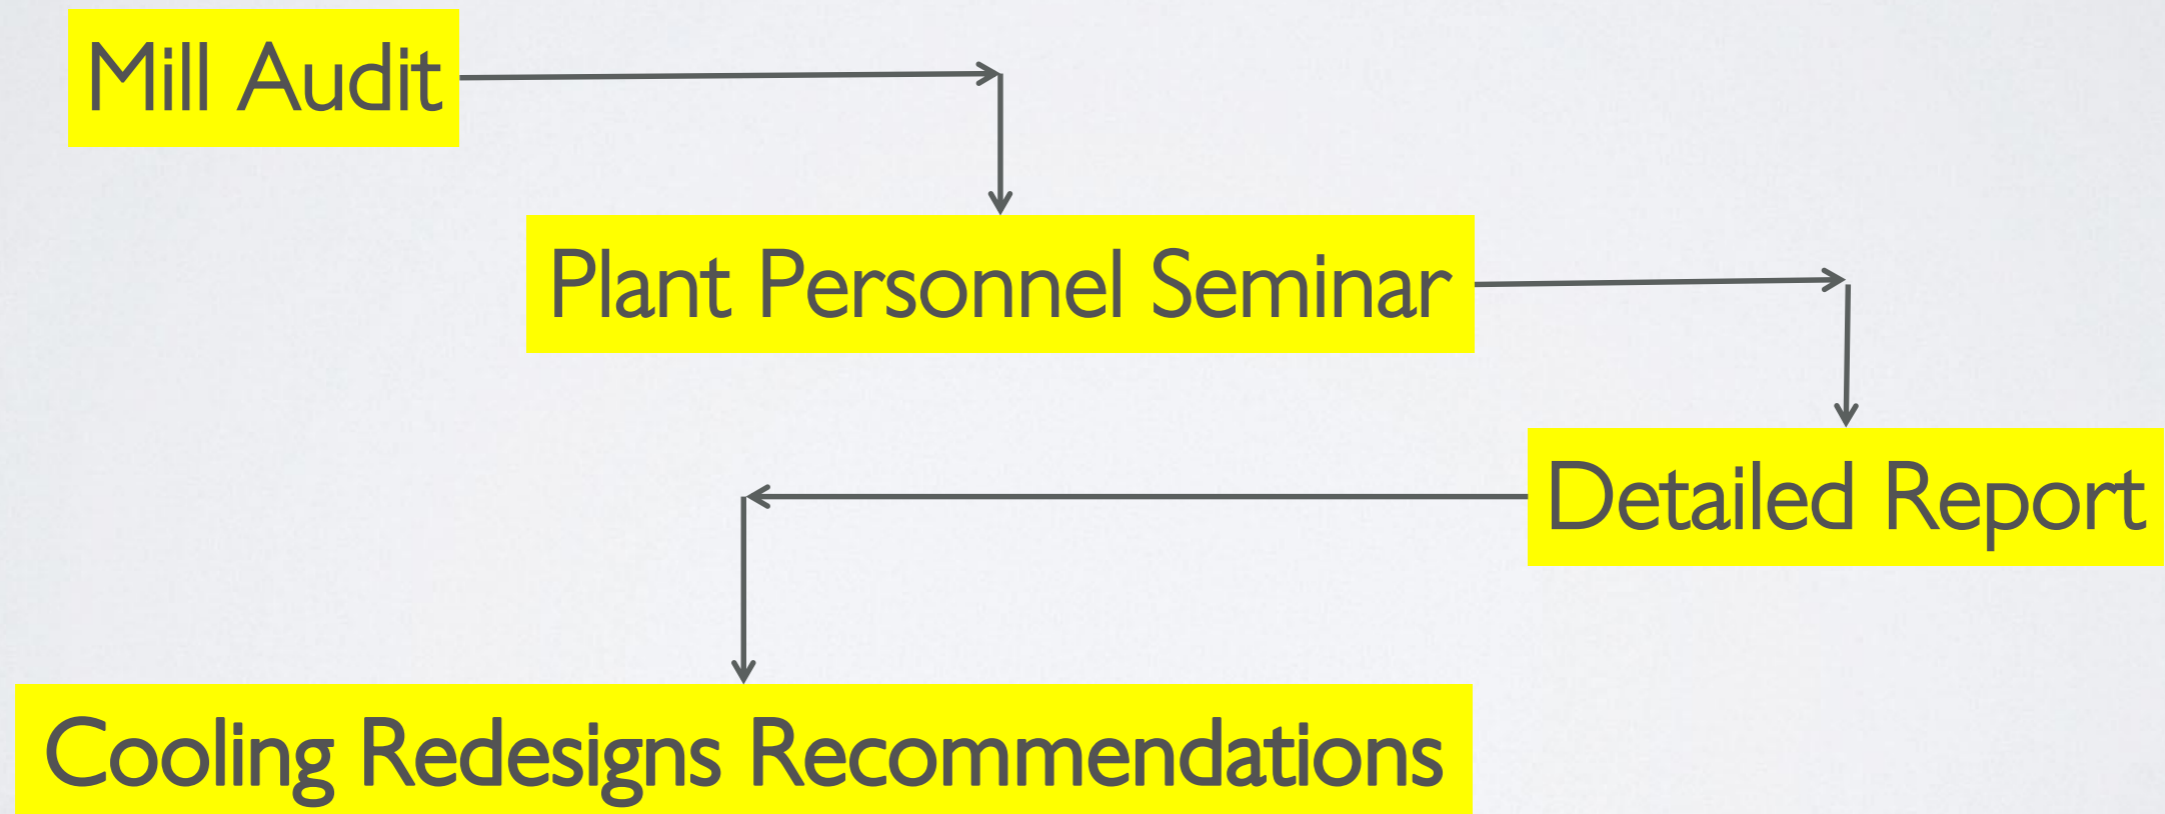 Mill Audit
Plant Personnel Seminar
Detailed Report
Cooling Redesigns Recommendations